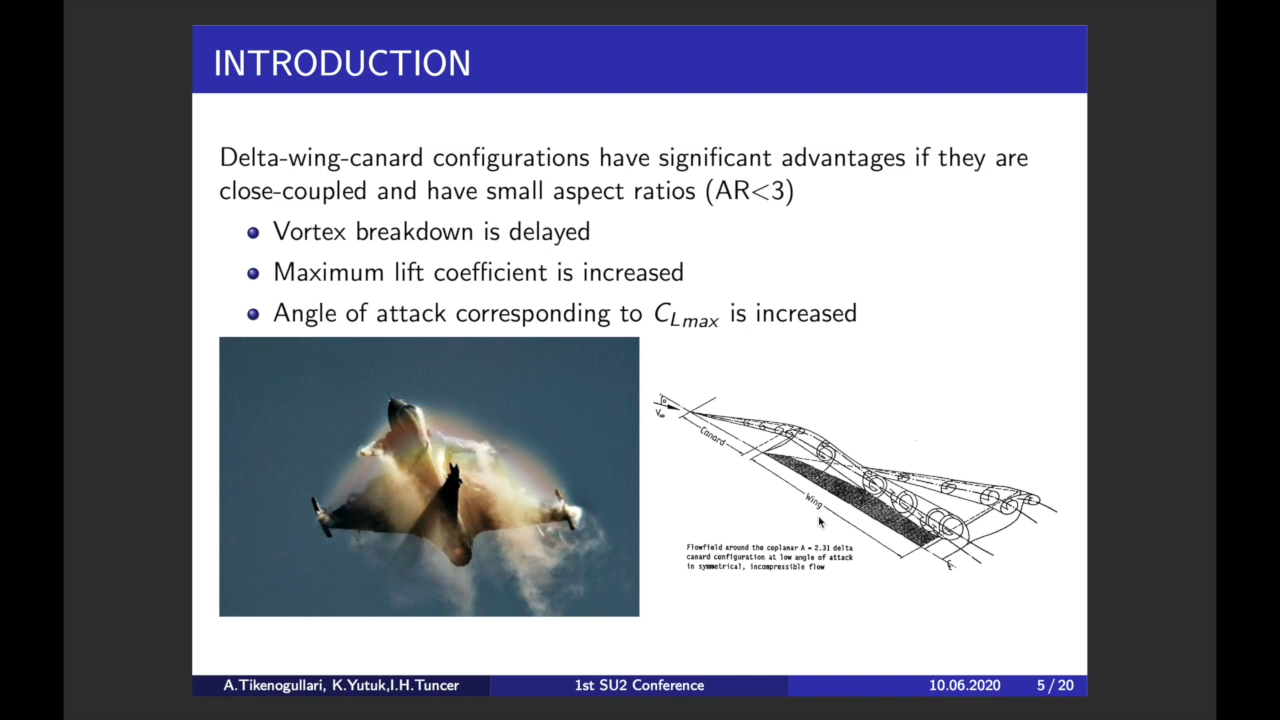 INTRODUCTION
Delta-wing-canard configurations have significant advantages if they are
close-coupled and have small aspect ratios (AR<3)
Vortex breakdown is delayed
Maximum lift coefficient is increased
Angle of attack corresponding to C_Lmax is increased
V∞
Canard
Wing
Flowfield around the coplanar A = 2.31 delta
canard configuration at low angle of attack
in symmetrical, incompressible flow
A.Tikenogullari, K.Yutuk,I.H.Tuncer
1st SU2 Conference
10.06.2020
5 / 20